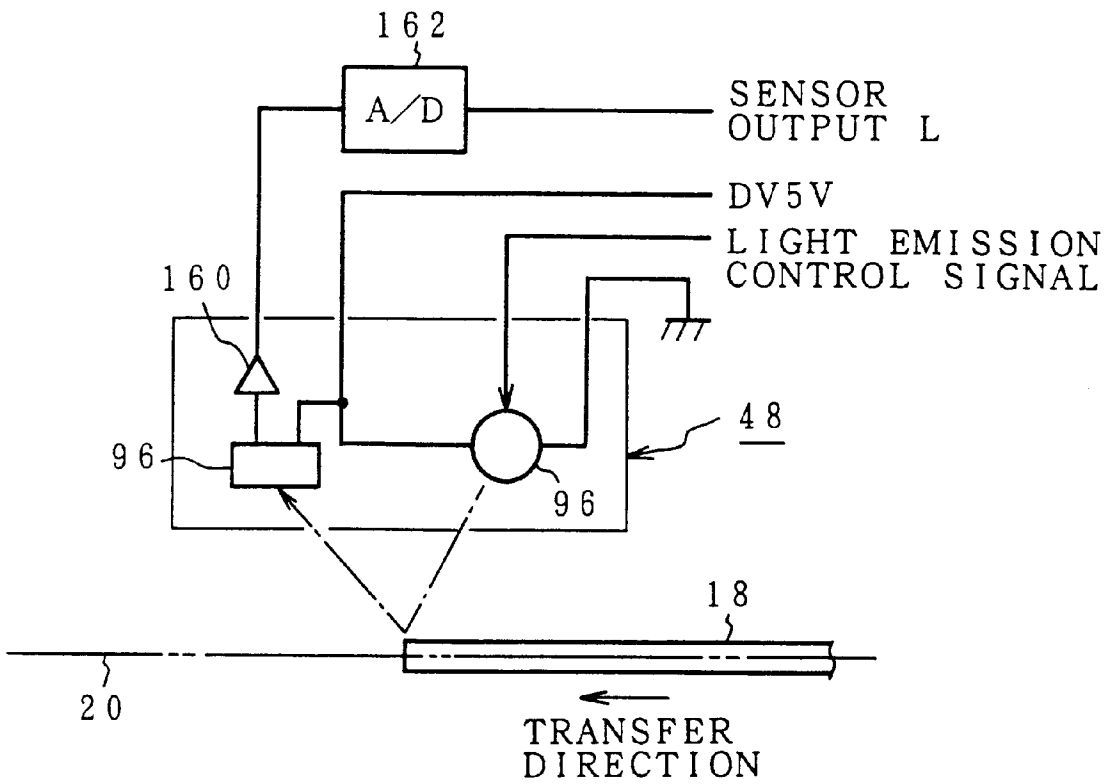 162
A/D
SENSOR
OUTPUT L
DV5V
LIGHT EMISSION
CONTROL SIGNAL
160
48
96
96
18
20
TRANSFER
DIRECTION